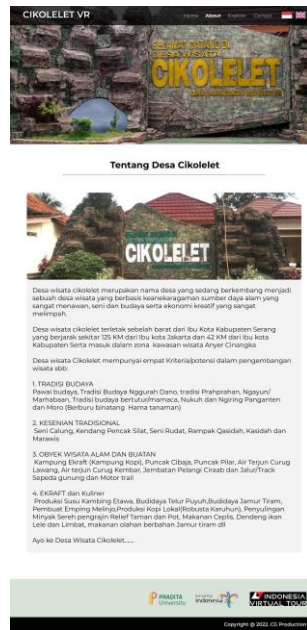 CIKOLELET VR
Home About Explore Contact
SELAMAT DATANG DI
DESA WISATA
CIKOLELET
Tentang Desa Cikolelet
CIKOLELET
Desa wisata cikolelet merupakan nama desa yang sedang berkembang menjadi
sebuah desa wisata yang berbasis keanekaragaman sumber daya alam yang
sangat menawan, seni dan budaya serta ekonomi kreatif yang sangat
melimpah.
Desa wisata cikolelet terletak sebelah barat dari Ibu Kota Kabupaten Serang
yang berjarak sekitar 125 KM dari ibu kota Jakarta dan 42 KM dari ibu kota
Kabupaten Serta masuk dalam zona kawasan wisata Anyer Cinangka
Desa Wisata Cikolelet mempunyai empat Kriteria/potensi dalam pengembangan
wisata sbb:
1. TRADISI BUDAYA
Pawai budaya, Tradisi Budaya Nggurah Dano, tradisi Prahprahan, Ngayun/
Marhabaan, Tradisi budaya bertutur/mamaca, Nukuh dan Ngiring Panganten
dan Moro (Berburu binatang Hama tanaman)
2. KESENIAN TRADISIONAL
Seni Calung, Kendang Pencak Silat, Seni Rudat, Rampak Qasidah, Kasidah dan
Marawis
3. OBYEK WISATA ALAM DAN BUATAN
Kampung Ekraft (Kampung Kopi), Puncak Cibaja, Puncak Pilar, Air Terjun Curug
Lawang, Air terjun Curug Kembar, Jembatan Pelangi Ciraab dan Jalur/Track
Sepeda gunung dan Motor trail
4. EKRAFT dan Kuliner
Produksi Susu Kambing Etawa, Budidaya Telur Puyuh,Budidaya Jamur Tiram,
Pembuat Emping Melinjo,Produksi Kopi Lokal(Robusta Karuhun), Penyulingan
Minyak Sereh pengrajin Relief Taman dan Pot, Makanan Ceplis, Dendeng ikan
Lele dan Limbat, makanan olahan berbahan Jamur tiram dll
Ayo ke Desa Wisata Cikolelet......
PRADITA
University
pesona
indonesia
INDONESIA
VIRTUAL TOUR
Copyright @ 2022. CG Production